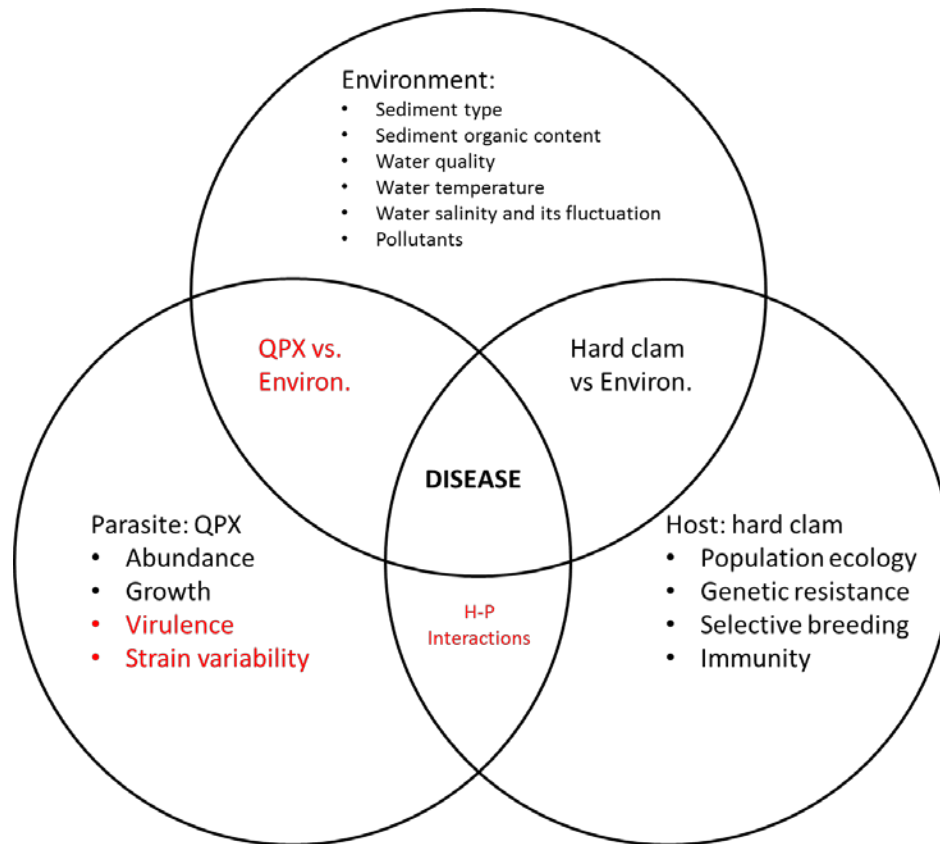 Environment:
• Sediment type
• Sediment organic content
• Water quality
• Water temperature
• Water salinity and its fluctuation
• Pollutants
QPX vs.
Environ.
Hard clam
vs Environ.
DISEASE
Parasite: QPX
• Abundance
• Growth
• Virulence
• Strain variability
H-P
Interactions
Host: hard clam
• Population ecology
• Genetic resistance
• Selective breeding
• Immunity